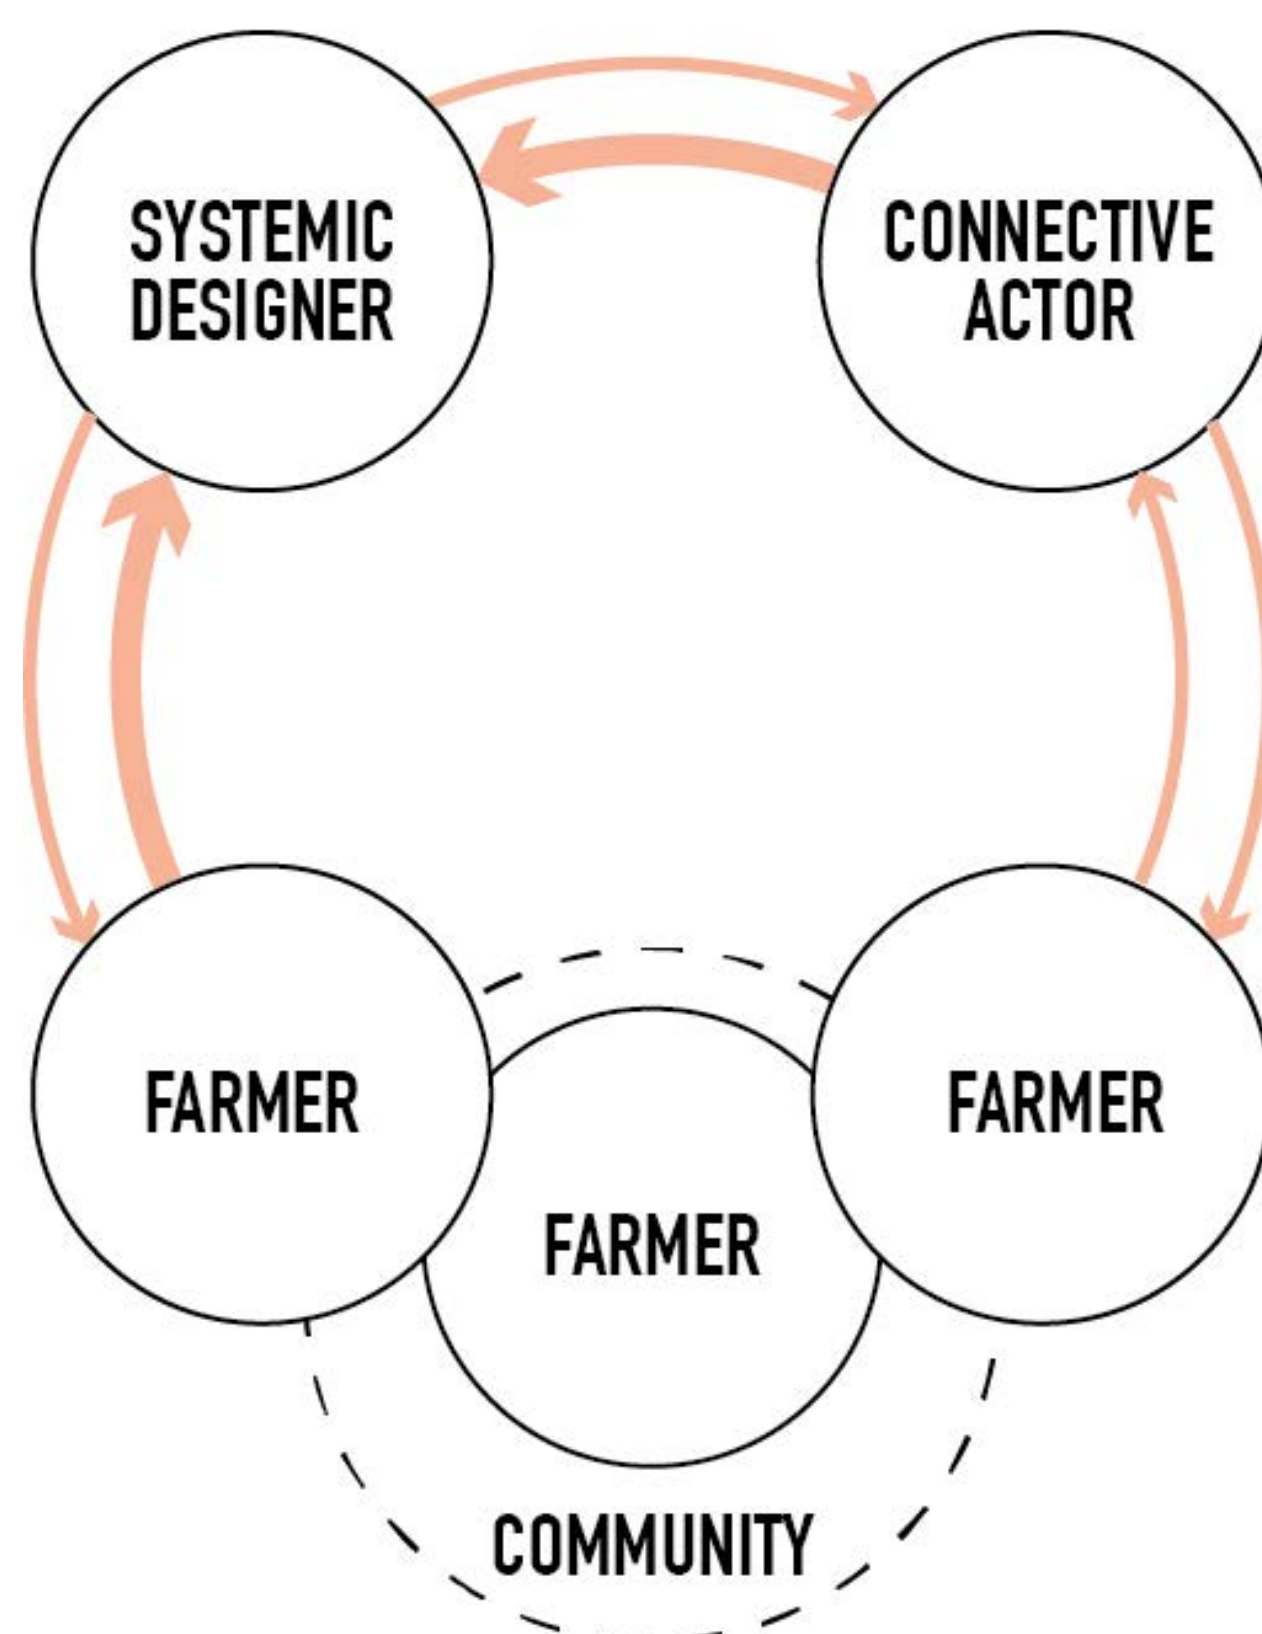 SYSTEMIC
DESIGNER
CONNECTIVE
ACTOR
FARMER
FARMER
FARMER
COMMUNITY